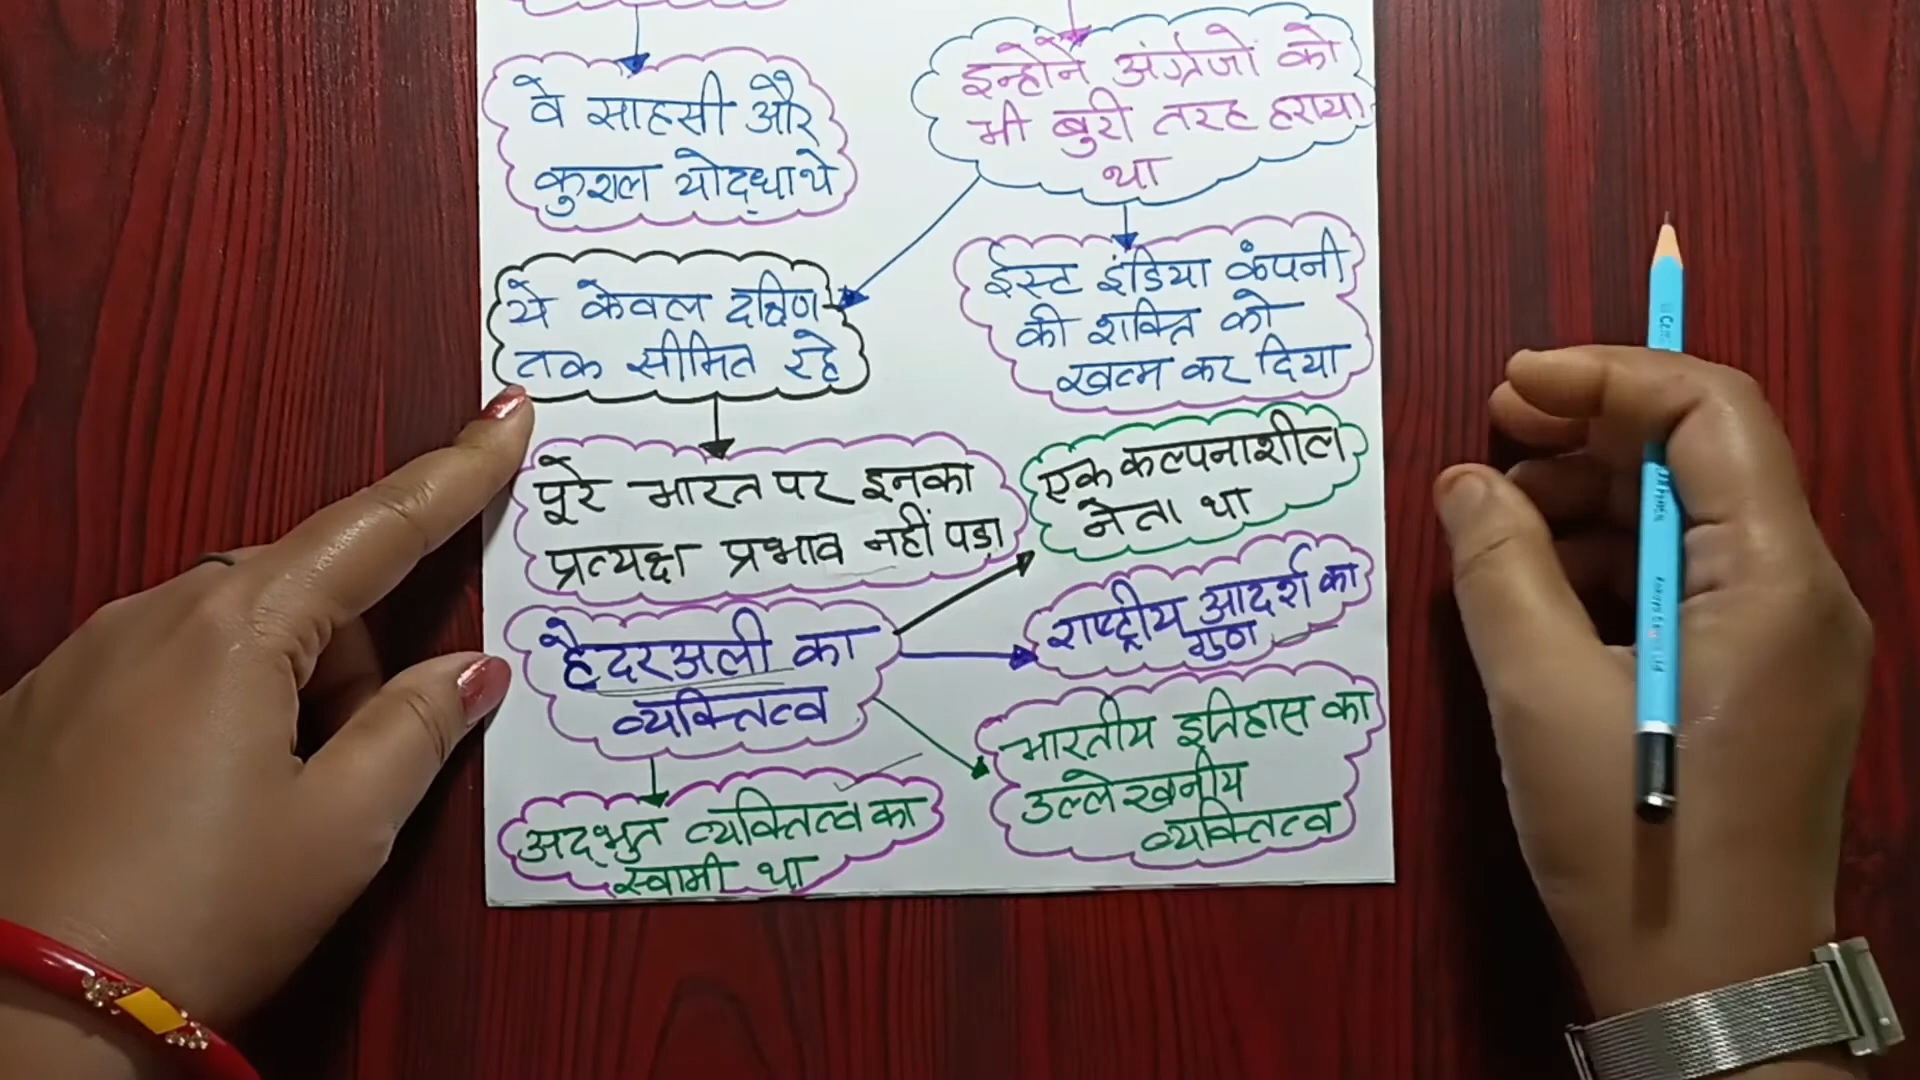 वे साहसी और
कुशल योद्धा थे
इन्होंने अंग्रेजो को
भी बुरी तरह हराया
था
ये केवल दक्षिण
तक सीमित रहे
ईस्ट इंडिया कंपनी
की शक्ति को
खत्म कर दिया
पूरे भारत पर इनका
प्रत्यक्ष प्रभाव नहीं पड़ा
एक कल्पनाशील
नेता था
हैदरअली का
व्यक्तित्व
राष्ट्रीय आदर्श का
गुण
भारतीय इतिहास का
उल्लेखनीय
व्यक्तित्व
अद्भुत व्यक्तित्व का
स्वामी था